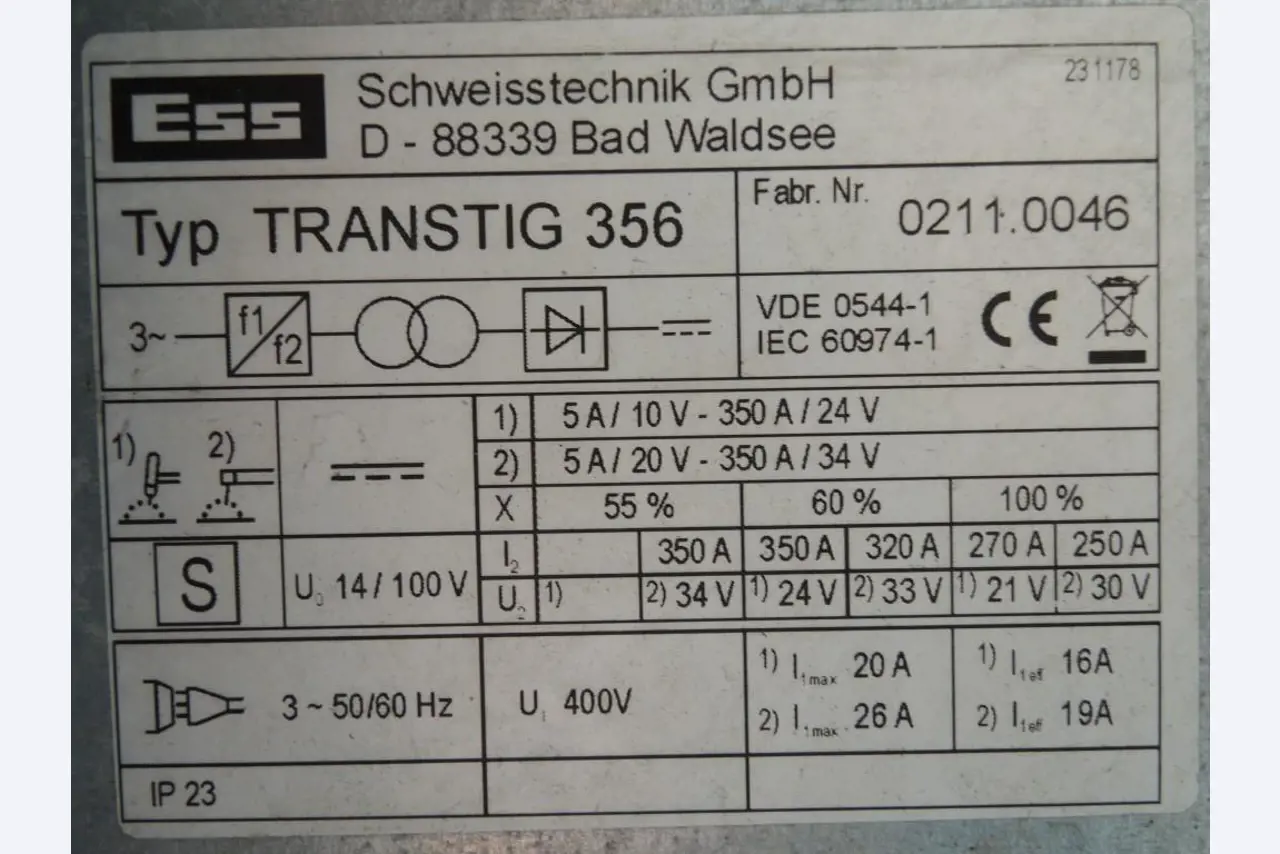 ESS
Schweisstechnik GmbH
D - 88339 Bad Waldsee
231178
Typ TRANSTIG 356
Fabr. Nr. 0211.0046
3~ f1/f2
VDE 0544-1
IEC 60974-1
CE
1) 2)
1) 5 A / 10 V - 350 A / 24 V
2) 5 A / 20 V - 350 A / 34 V
X 55 % 60 % 100 %
I₂ 350 A 350 A 320 A 270 A 250 A
S U₀ 14 / 100 V
U₂ 1) 2) 34 V 1) 24 V 2) 33 V 1) 21 V 2) 30 V
3 ~ 50/60 Hz U₁ 400V
1) I₁max 20 A 1) I₁eff 16A
2) I₁max 26 A 2) I₁eff 19A
IP 23